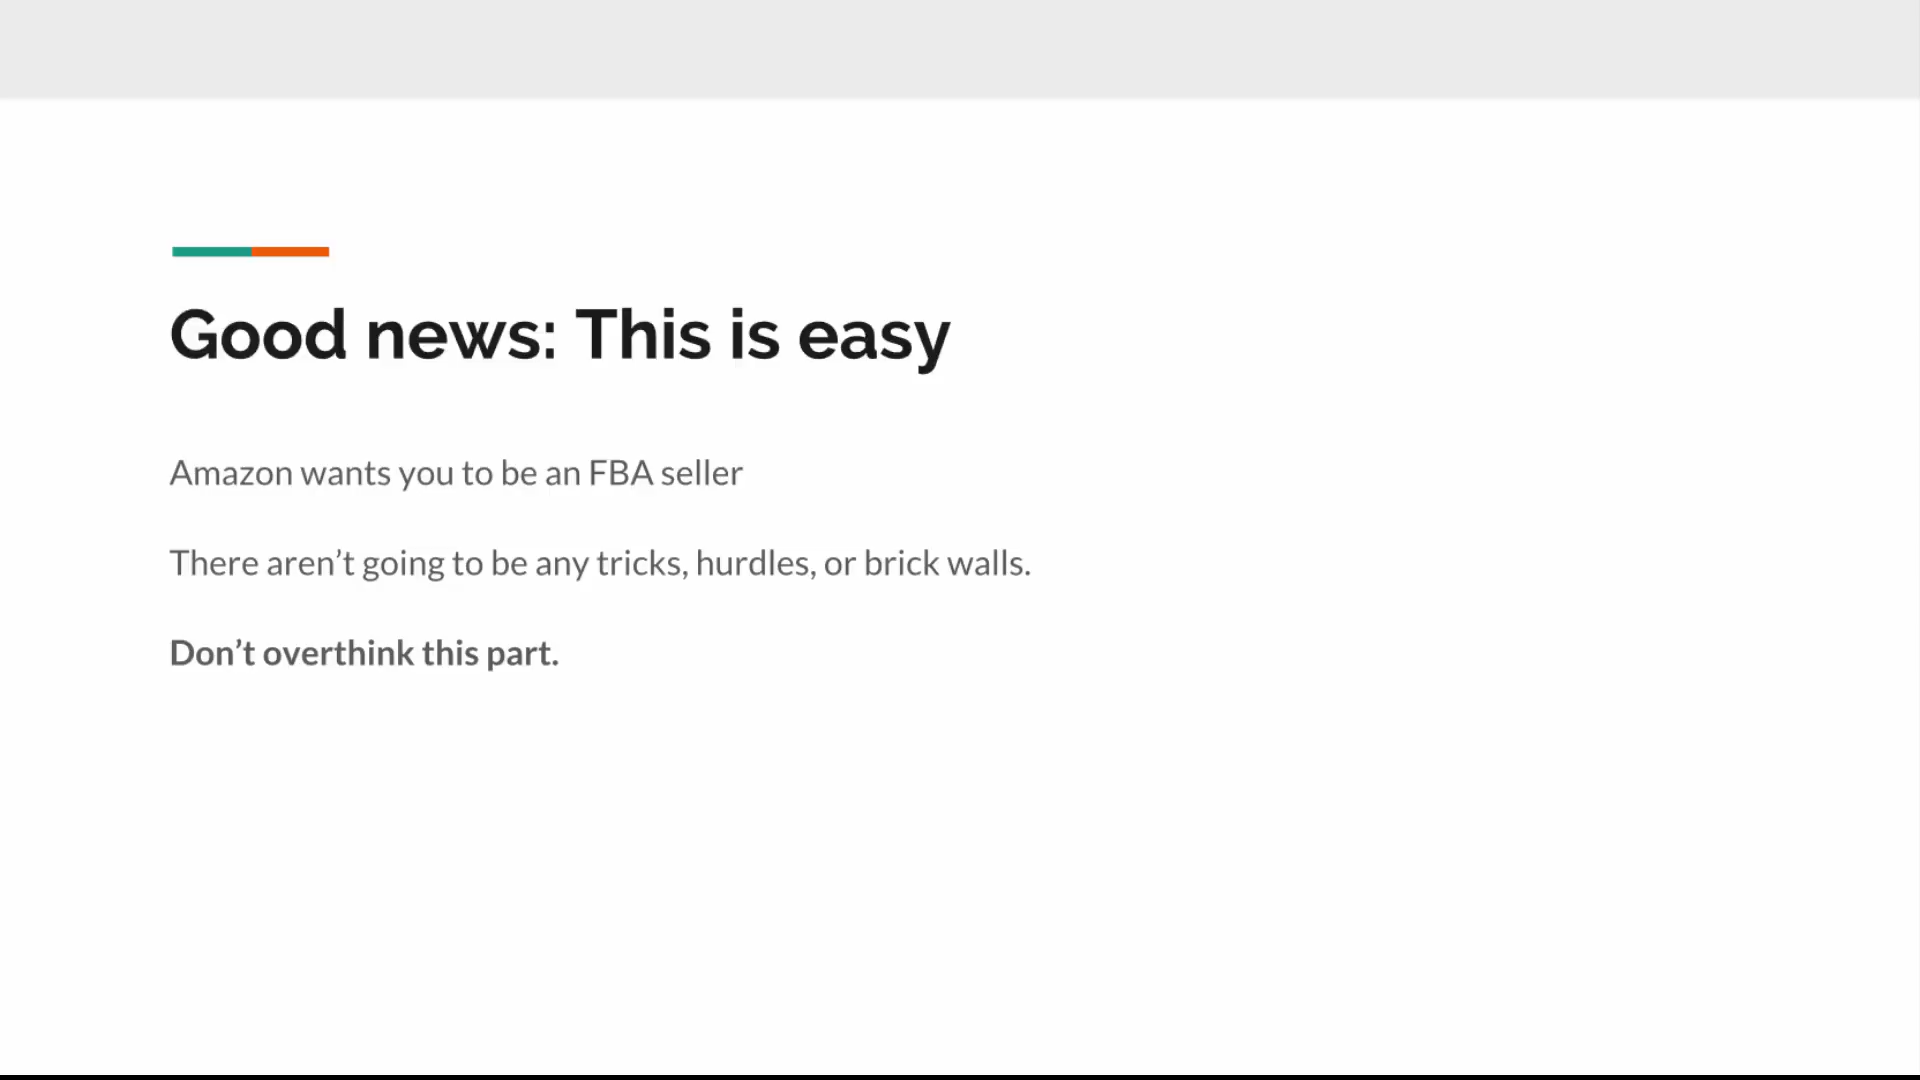 Good news: This is easy
Amazon wants you to be an FBA seller
There aren’t going to be any tricks, hurdles, or brick walls.
Don’t overthink this part.